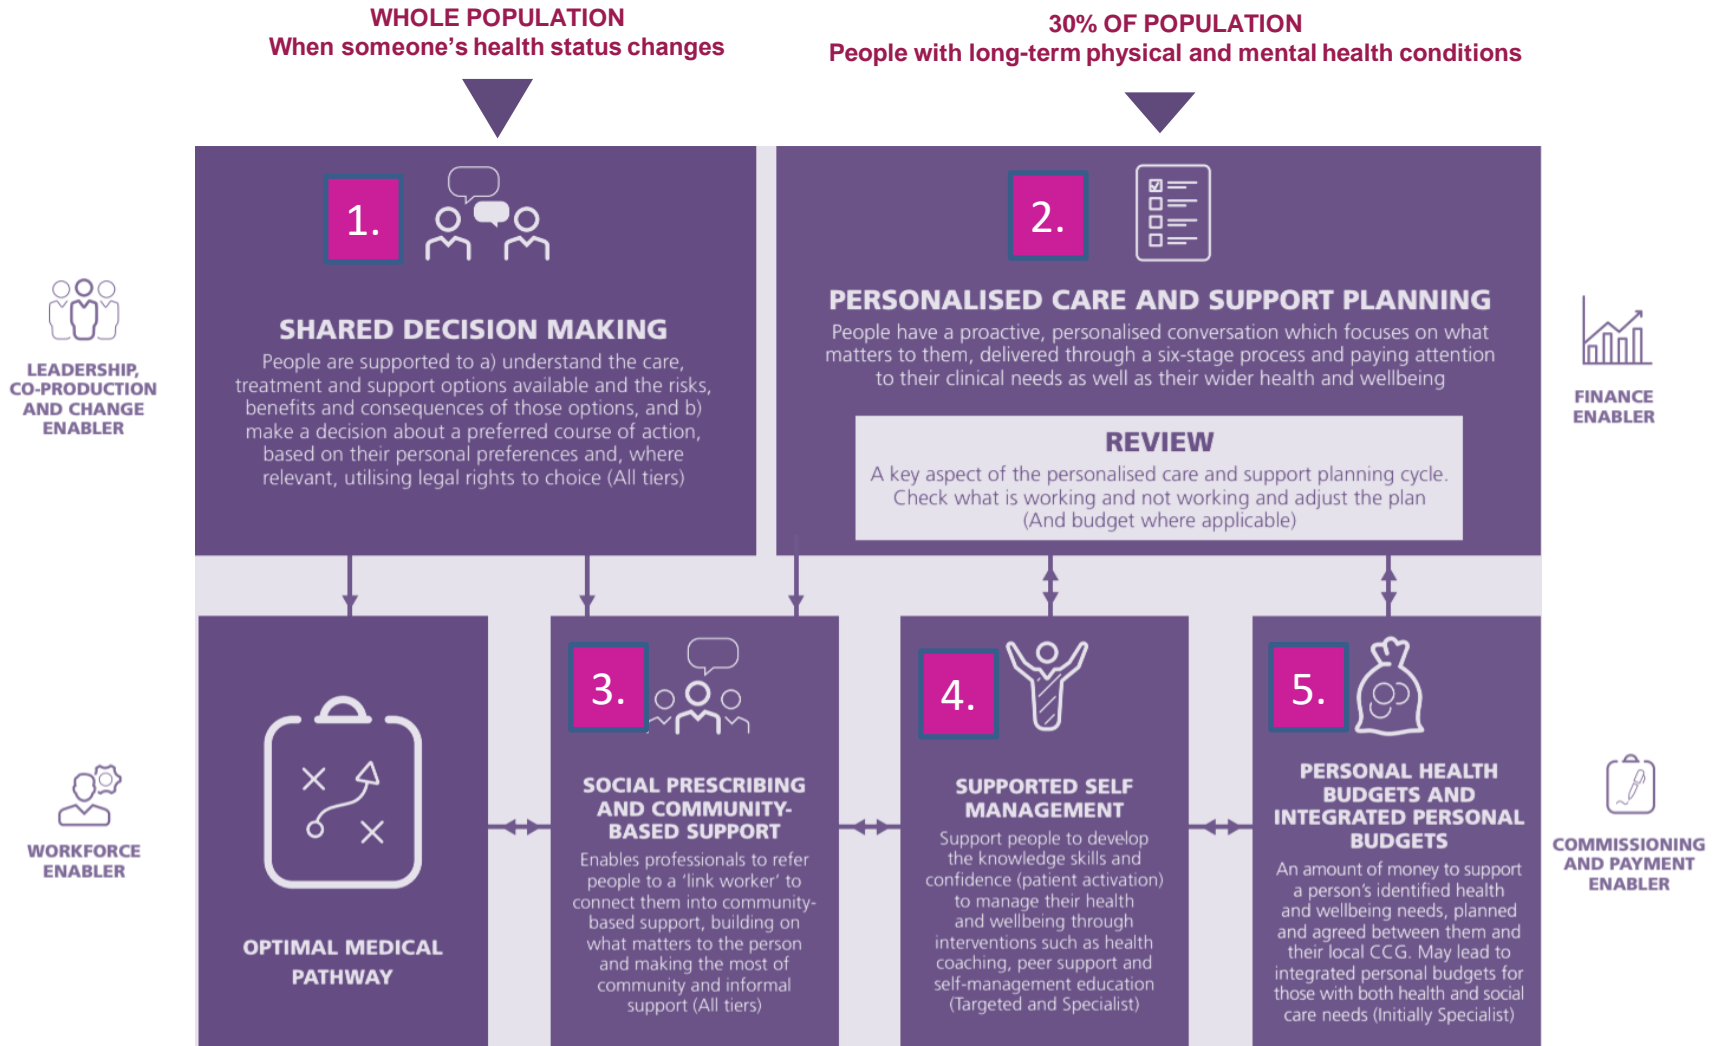 WHOLE POPULATION
When someone’s health status changes
30% OF POPULATION
People with long-term physical and mental health conditions
1.
SHARED DECISION MAKING
People are supported to a) understand the care,
treatment and support options available and the risks,
benefits and consequences of those options, and b)
make a decision about a preferred course of action,
based on their personal preferences and, where
relevant, utilising legal rights to choice (All tiers)
2.
PERSONALISED CARE AND SUPPORT PLANNING
People have a proactive, personalised conversation which focuses on what
matters to them, delivered through a six-stage process and paying attention
to their clinical needs as well as their wider health and wellbeing
REVIEW
A key aspect of the personalised care and support planning cycle.
Check what is working and not working and adjust the plan
(And budget where applicable)
LEADERSHIP,
CO-PRODUCTION
AND CHANGE
ENABLER
FINANCE
ENABLER
WORKFORCE
ENABLER
COMMISSIONING
AND PAYMENT
ENABLER
OPTIMAL MEDICAL
PATHWAY
3.
SOCIAL PRESCRIBING
AND COMMUNITY-
BASED SUPPORT
Enables professionals to refer
people to a ‘link worker’ to
connect them into community-
based support, building on
what matters to the person
and making the most of
community and informal
support (All tiers)
4.
SUPPORTED SELF
MANAGEMENT
Support people to develop
the knowledge skills and
confidence (patient activation)
to manage their health
and wellbeing through
interventions such as health
coaching, peer support and
self-management education
(Targeted and Specialist)
5.
PERSONAL HEALTH
BUDGETS AND
INTEGRATED PERSONAL
BUDGETS
An amount of money to support
a person’s identified health
and wellbeing needs, planned
and agreed between them and
their local CCG. May lead to
integrated personal budgets for
those with both health and social
care needs (Initially Specialist)